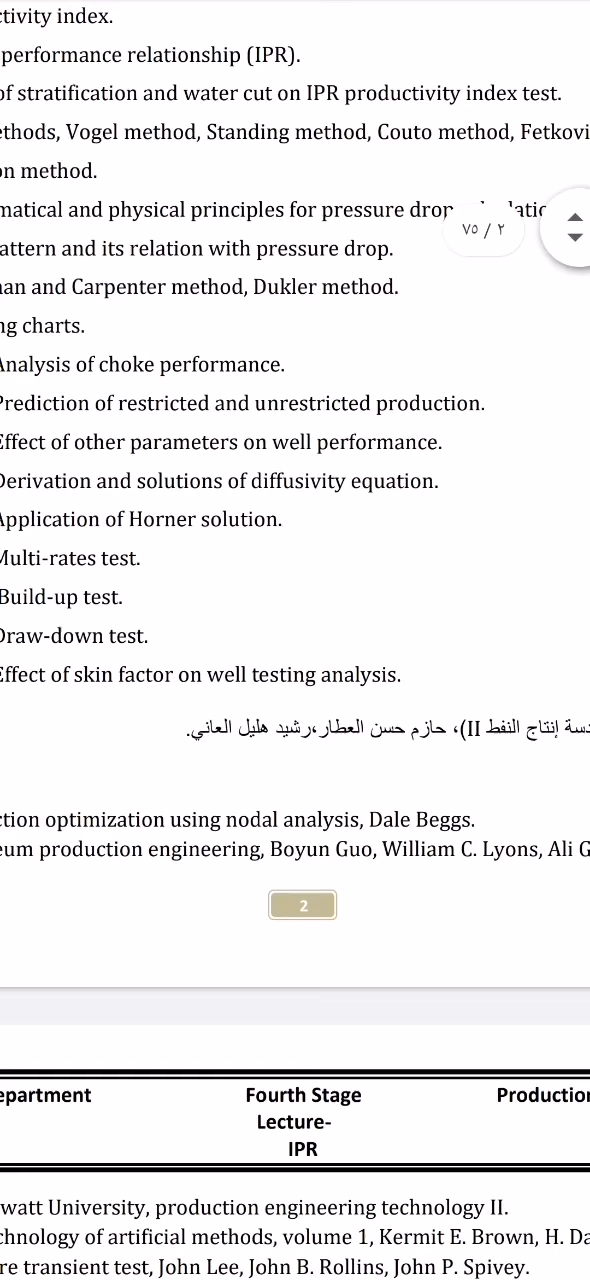 ctivity index.
performance relationship (IPR).
of stratification and water cut on IPR productivity index test.
ethods, Vogel method, Standing method, Couto method, Fetkovi
on method.
matical and physical principles for pressure drop
٧٥ / ٢
attern and its relation with pressure drop.
an and Carpenter method, Dukler method.
ng charts.
Analysis of choke performance.
Prediction of restricted and unrestricted production.
Effect of other parameters on well performance.
Derivation and solutions of diffusivity equation.
Application of Horner solution.
Multi-rates test.
Build-up test.
Draw-down test.
Effect of skin factor on well testing analysis.
دسة إنتاج النفط II)، حازم حسن العطار،رشيد هليل العاني.
ction optimization using nodal analysis, Dale Beggs.
eum production engineering, Boyun Guo, William C. Lyons, Ali G
2
epartment
Fourth Stage
Production
Lecture-
IPR
watt University, production engineering technology II.
chnology of artificial methods, volume 1, Kermit E. Brown, H. Da
re transient test, John Lee, John B. Rollins, John P. Spivey.